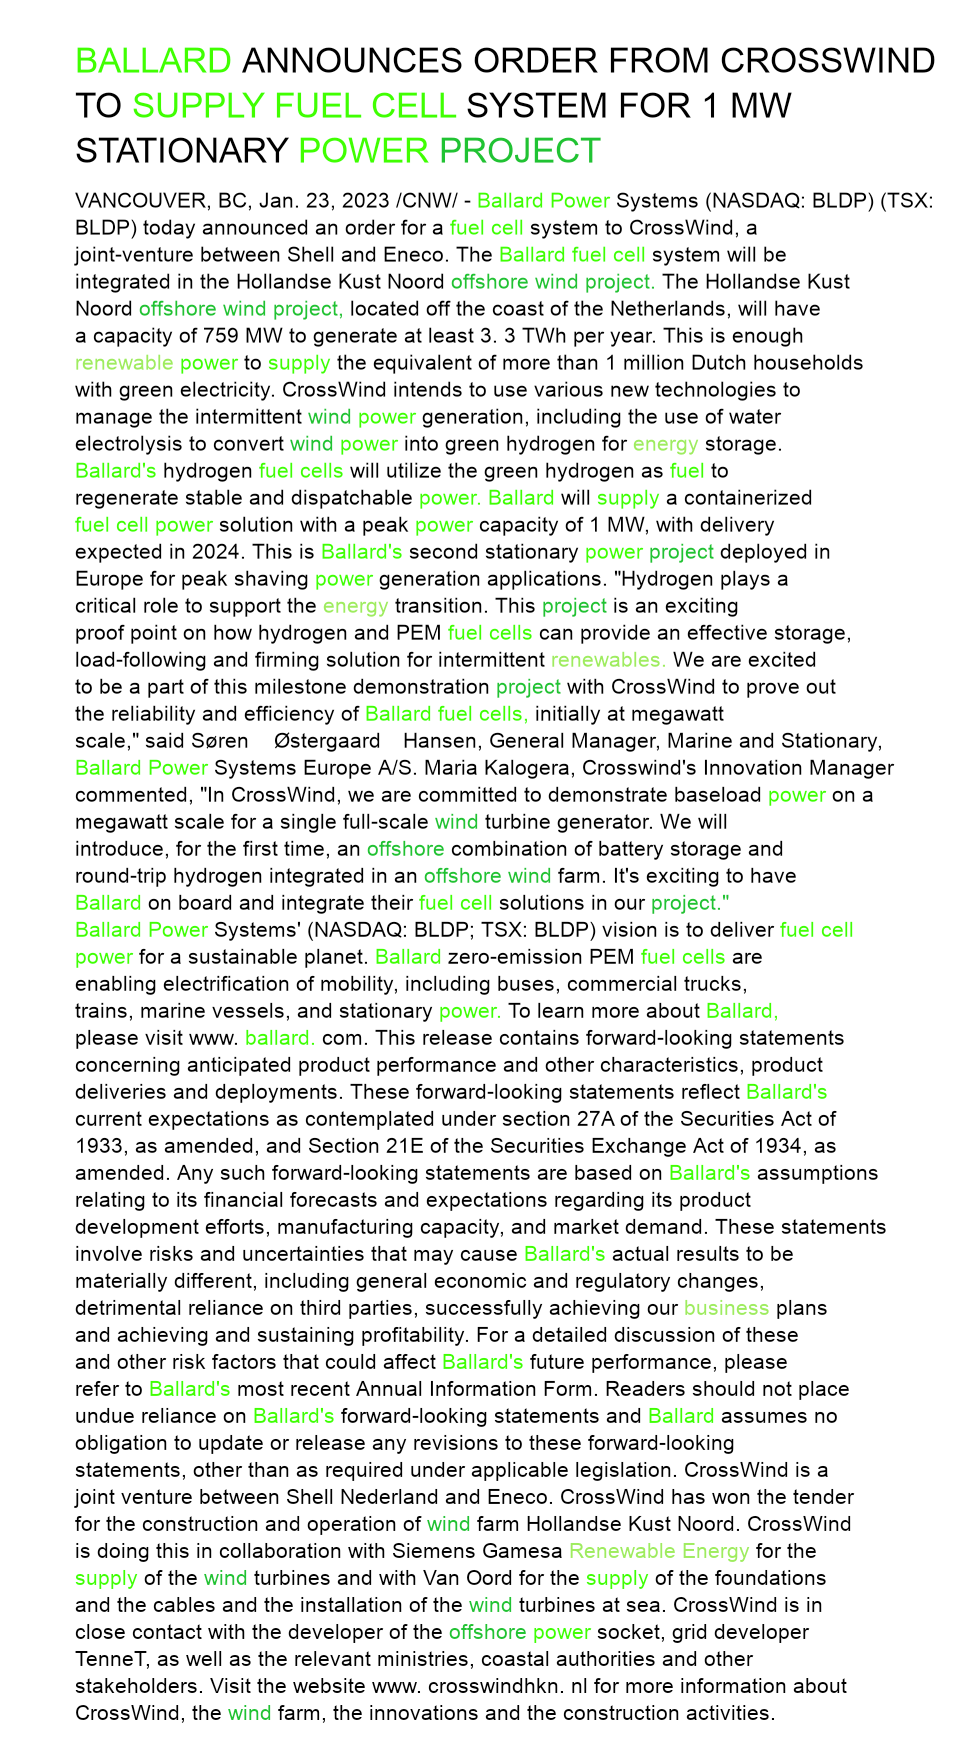 BALLARD ANNOUNCES ORDER FROM CROSSWIND
TO SUPPLY FUEL CELL SYSTEM FOR 1 MW
STATIONARY POWER PROJECT
VANCOUVER, BC, Jan. 23, 2023 /CNW/ - Ballard Power Systems (NASDAQ: BLDP) (TSX:
BLDP) today announced an order for a fuel cell system to CrossWind, a
joint-venture between Shell and Eneco. The Ballard fuel cell system will be
integrated in the Hollandse Kust Noord offshore wind project. The Hollandse Kust
Noord offshore wind project, located off the coast of the Netherlands, will have
a capacity of 759 MW to generate at least 3. 3 TWh per year. This is enough
renewable power to supply the equivalent of more than 1 million Dutch households
with green electricity. CrossWind intends to use various new technologies to
manage the intermittent wind power generation, including the use of water
electrolysis to convert wind power into green hydrogen for energy storage.
Ballard's hydrogen fuel cells will utilize the green hydrogen as fuel to
regenerate stable and dispatchable power. Ballard will supply a containerized
fuel cell power solution with a peak power capacity of 1 MW, with delivery
expected in 2024. This is Ballard's second stationary power project deployed in
Europe for peak shaving power generation applications. "Hydrogen plays a
critical role to support the energy transition. This project is an exciting
proof point on how hydrogen and PEM fuel cells can provide an effective storage,
load-following and firming solution for intermittent renewables. We are excited
to be a part of this milestone demonstration project with CrossWind to prove out
the reliability and efficiency of Ballard fuel cells, initially at megawatt
scale," said Søren Østergaard Hansen, General Manager, Marine and Stationary,
Ballard Power Systems Europe A/S. Maria Kalogera, Crosswind's Innovation Manager
commented, "In CrossWind, we are committed to demonstrate baseload power on a
megawatt scale for a single full-scale wind turbine generator. We will
introduce, for the first time, an offshore combination of battery storage and
round-trip hydrogen integrated in an offshore wind farm. It's exciting to have
Ballard on board and integrate their fuel cell solutions in our project."
Ballard Power Systems' (NASDAQ: BLDP; TSX: BLDP) vision is to deliver fuel cell
power for a sustainable planet. Ballard zero-emission PEM fuel cells are
enabling electrification of mobility, including buses, commercial trucks,
trains, marine vessels, and stationary power. To learn more about Ballard,
please visit www. ballard. com. This release contains forward-looking statements
concerning anticipated product performance and other characteristics, product
deliveries and deployments. These forward-looking statements reflect Ballard's
current expectations as contemplated under section 27A of the Securities Act of
1933, as amended, and Section 21E of the Securities Exchange Act of 1934, as
amended. Any such forward-looking statements are based on Ballard's assumptions
relating to its financial forecasts and expectations regarding its product
development efforts, manufacturing capacity, and market demand. These statements
involve risks and uncertainties that may cause Ballard's actual results to be
materially different, including general economic and regulatory changes,
detrimental reliance on third parties, successfully achieving our business plans
and achieving and sustaining profitability. For a detailed discussion of these
and other risk factors that could affect Ballard's future performance, please
refer to Ballard's most recent Annual Information Form. Readers should not place
undue reliance on Ballard's forward-looking statements and Ballard assumes no
obligation to update or release any revisions to these forward-looking
statements, other than as required under applicable legislation. CrossWind is a
joint venture between Shell Nederland and Eneco. CrossWind has won the tender
for the construction and operation of wind farm Hollandse Kust Noord. CrossWind
is doing this in collaboration with Siemens Gamesa Renewable Energy for the
supply of the wind turbines and with Van Oord for the supply of the foundations
and the cables and the installation of the wind turbines at sea. CrossWind is in
close contact with the developer of the offshore power socket, grid developer
TenneT, as well as the relevant ministries, coastal authorities and other
stakeholders. Visit the website www. crosswindhkn. nl for more information about
CrossWind, the wind farm, the innovations and the construction activities.